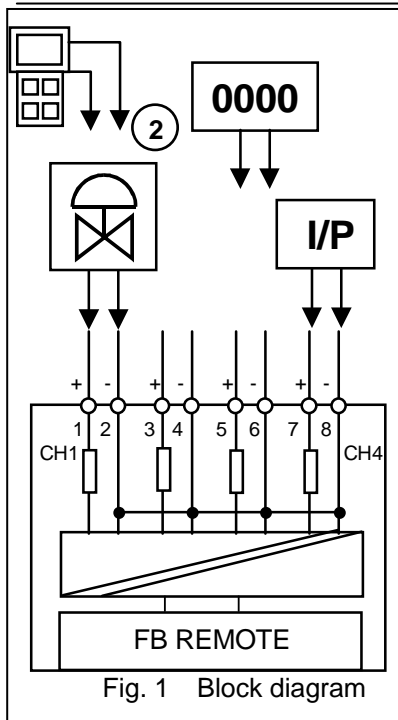 0000
2
I/P
+ - + - + - + -
1 2 3 4 5 6 7 8
CH1 CH4
FB REMOTE
Fig. 1 Block diagram